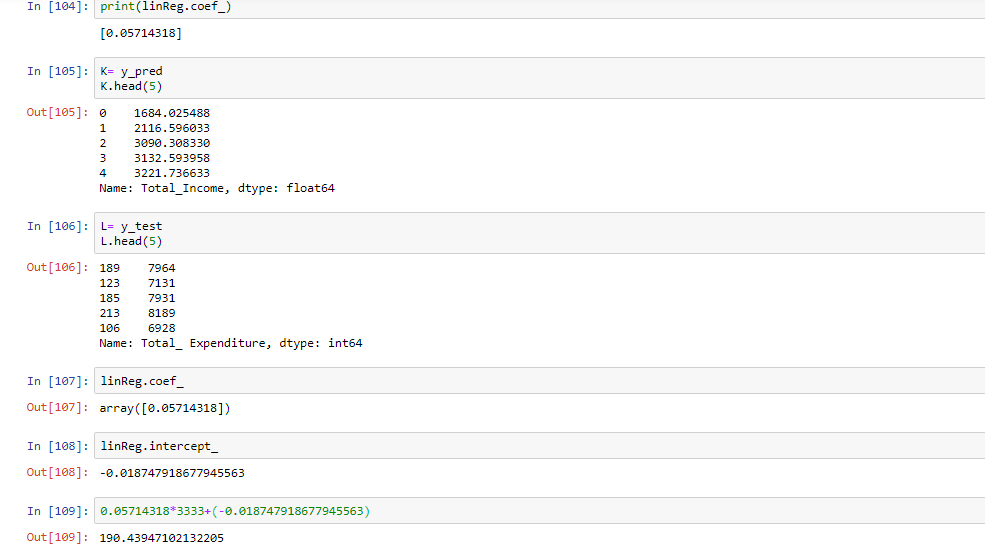 In [104]: print(linReg.coef_)
[0.05714318]
In [105]: K= y_pred
K.head(5)
Out[105]: 0    1684.025488
1    2116.596033
2    3090.308330
3    3132.593958
4    3221.736633
Name: Total_Income, dtype: float64
In [106]: L= y_test
L.head(5)
Out[106]: 189    7964
123    7131
185    7931
213    8189
106    6928
Name: Total_ Expenditure, dtype: int64
In [107]: linReg.coef_
Out[107]: array([0.05714318])
In [108]: linReg.intercept_
Out[108]: -0.018747918677945563
In [109]: 0.05714318*3333+(-0.018747918677945563)
Out[109]: 190.43947102132205